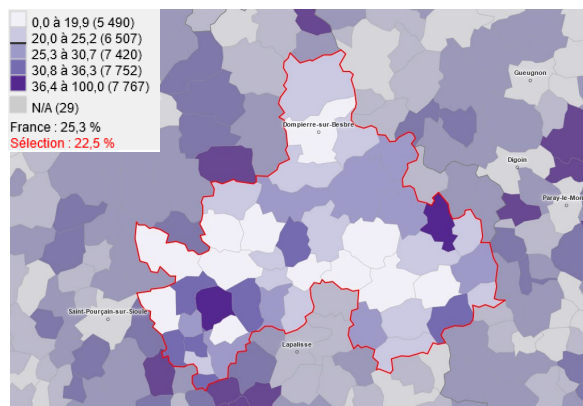 0,0 à 19,9 (5 490)
20,0 à 25,2 (6 507)
25,3 à 30,7 (7 420)
30,8 à 36,3 (7 752)
36,4 à 100,0 (7 767)
N/A (29)
France : 25,3 %
Sélection : 22,5 %
Gueugnon
Dompierre-sur-Besbre
Digoin
Paray-le-Mon
Saint-Pourçain-sur-Sioule
Lapalisse